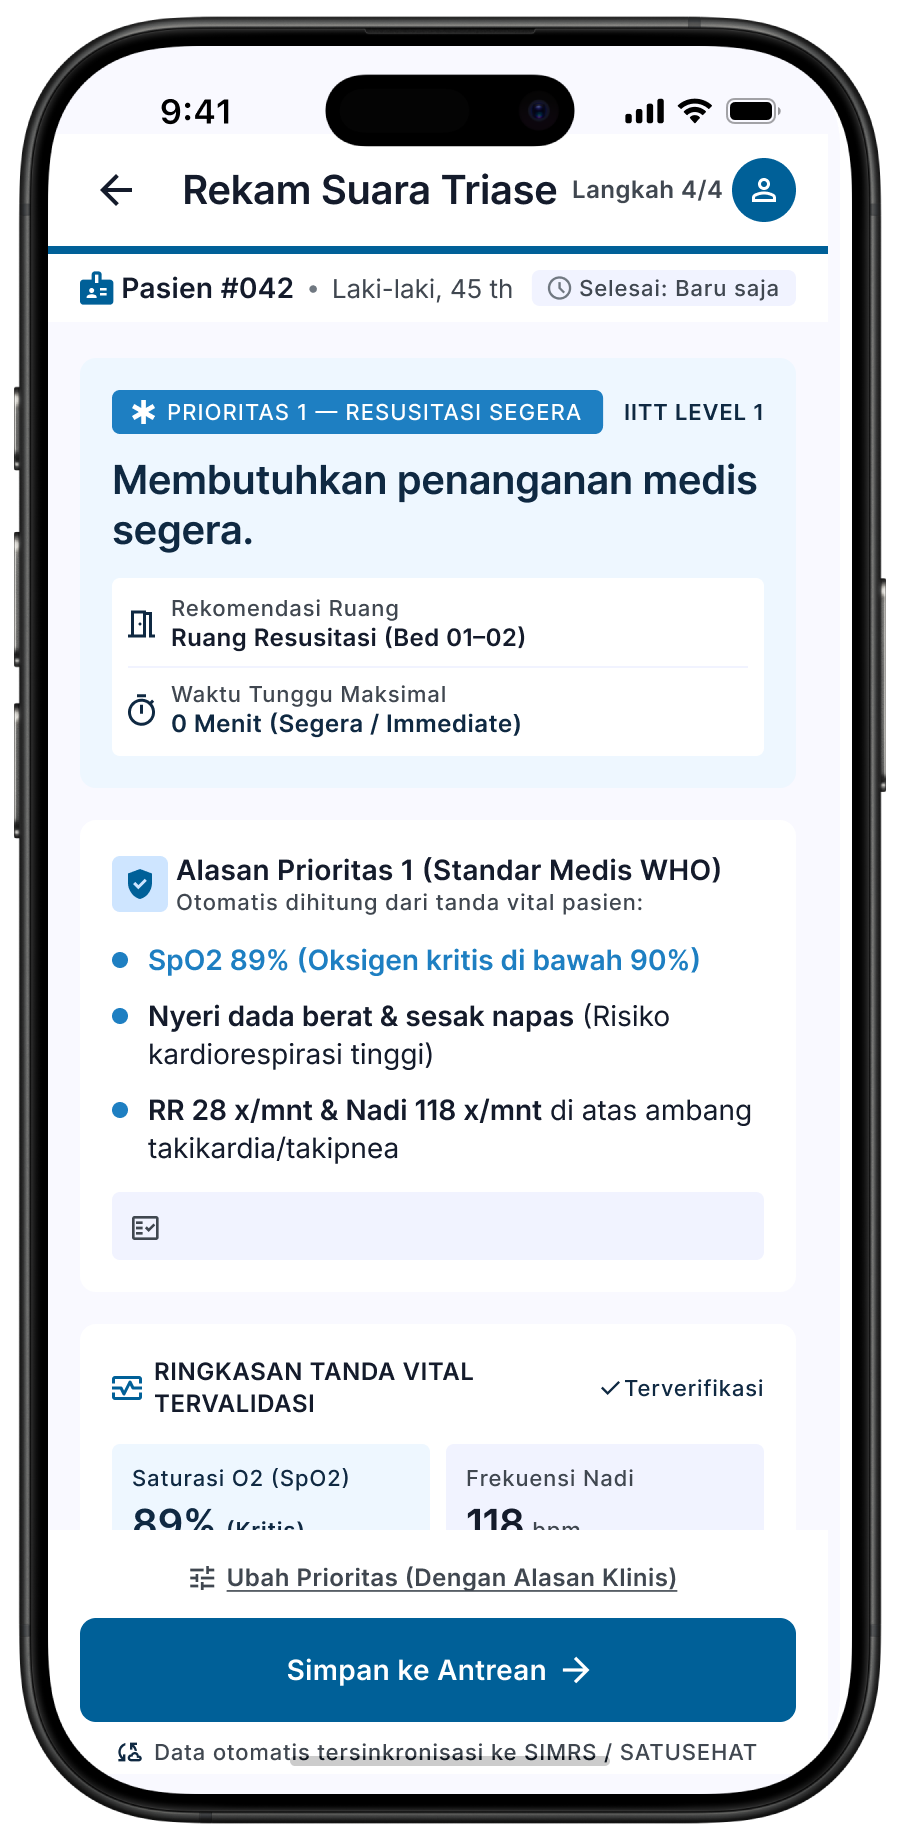 9:41
Rekam Suara Triase Langkah 4/4
Pasien #042 • Laki-laki, 45 th Selesai: Baru saja
PRIORITAS 1 — RESUSITASI SEGERA IITT LEVEL 1
Membutuhkan penanganan medis
segera.
Rekomendasi Ruang
Ruang Resusitasi (Bed 01–02)
Waktu Tunggu Maksimal
0 Menit (Segera / Immediate)
Alasan Prioritas 1 (Standar Medis WHO)
Otomatis dihitung dari tanda vital pasien:
SpO2 89% (Oksigen kritis di bawah 90%)
Nyeri dada berat & sesak napas (Risiko
kardiorespirasi tinggi)
RR 28 x/mnt & Nadi 118 x/mnt di atas ambang
takikardia/takipnea
RINGKASAN TANDA VITAL
TERVALIDASI
Terverifikasi
Saturasi O2 (SpO2)
89% (Kritis)
Frekuensi Nadi
118 bpm
Ubah Prioritas (Dengan Alasan Klinis)
Simpan ke Antrean →
Data otomatis tersinkronisasi ke SIMRS / SATUSEHAT